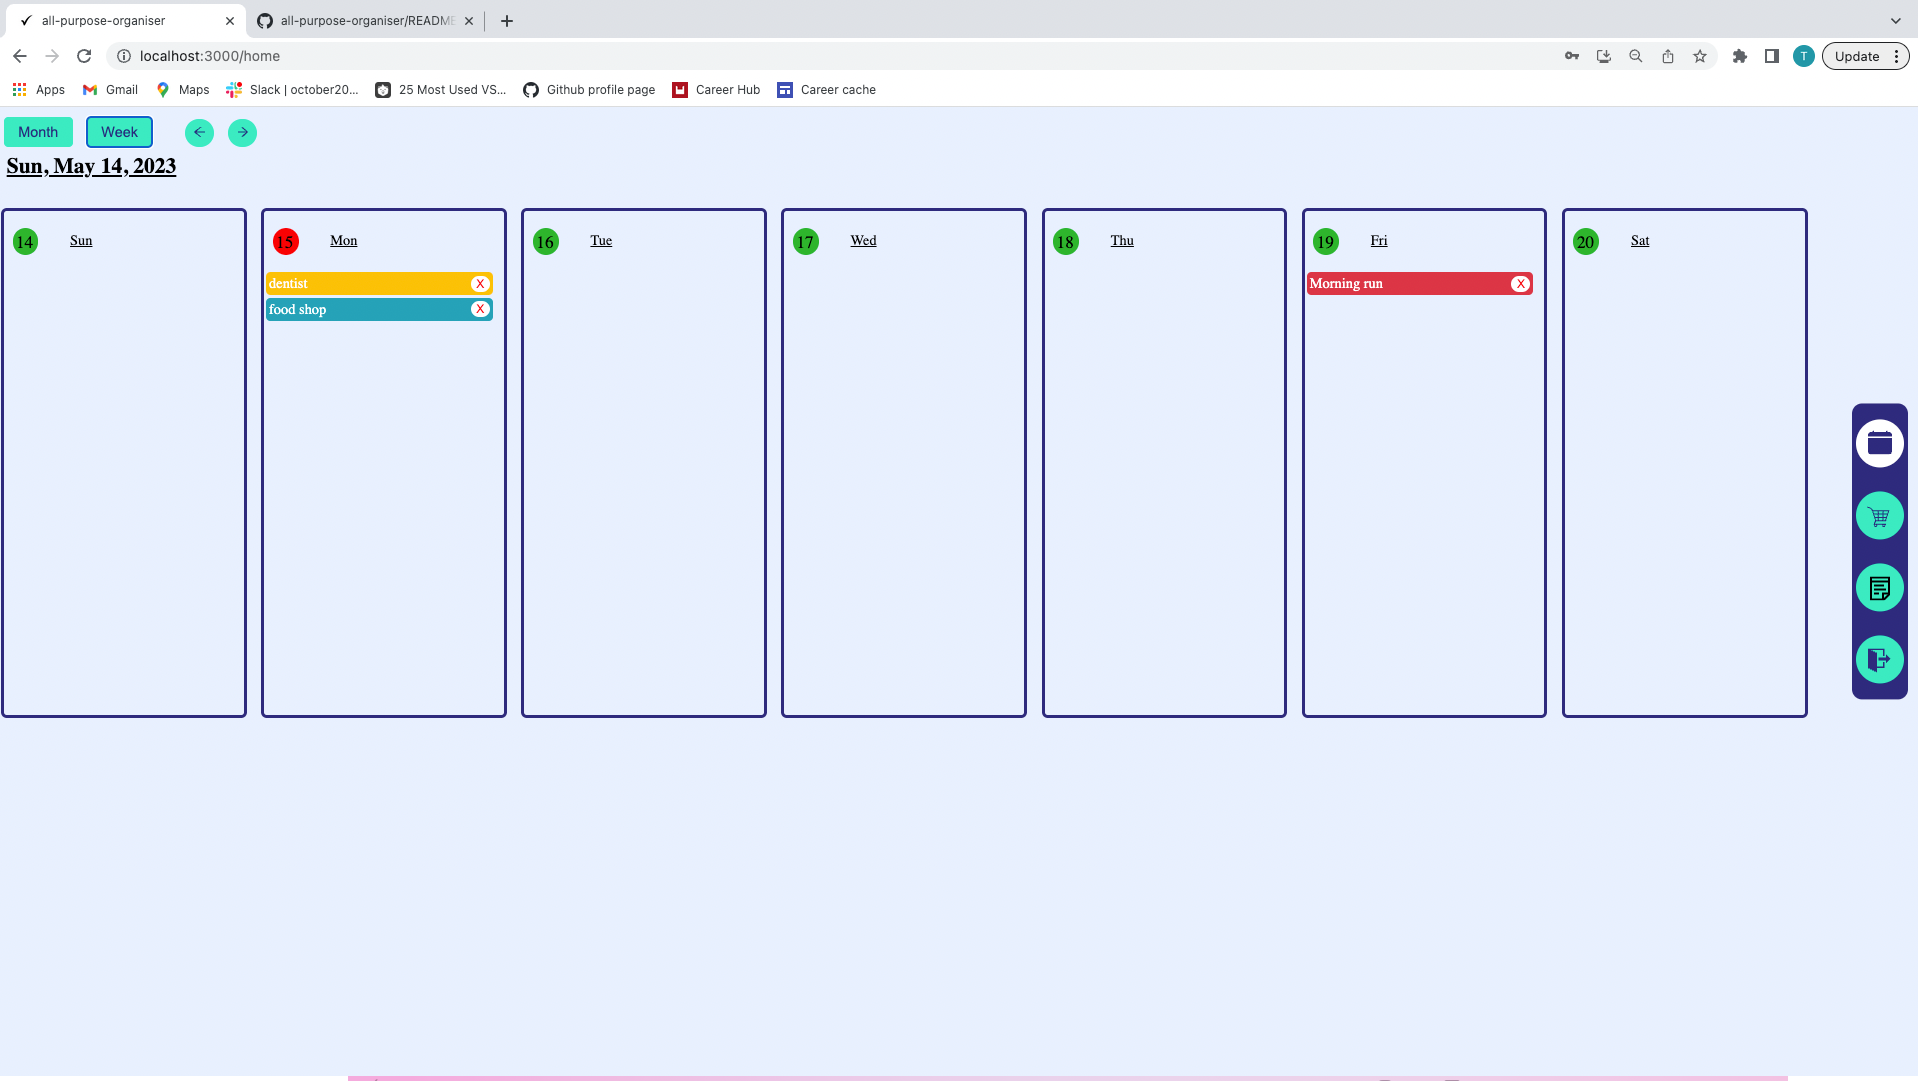 all-purpose-organiser
all-purpose-organiser/README
localhost:3000/home
T
Update
Apps
Gmail
Maps
Slack | october20...
25 Most Used VS...
Github profile page
Career Hub
Career cache
Month
Week
Sun, May 14, 2023
14 Sun
15 Mon
16 Tue
17 Wed
18 Thu
19 Fri
20 Sat
dentist X
Morning run X
food shop X